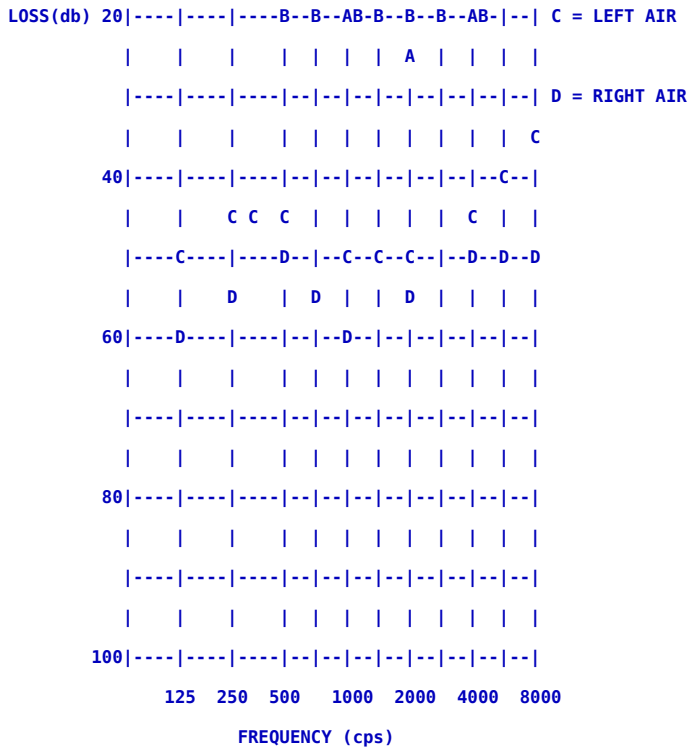 LOSS(db) 20|----|----|----B--B--AB-B--B--B--AB-|--| C = LEFT AIR
           |    |    |    |  |  |  |  A  |  |  |  |
           |----|----|----|--|--|--|--|--|--|--|--| D = RIGHT AIR
           |    |    |    |  |  |  |  |  |  |  |  C
         40|----|----|----|--|--|--|--|--|--|--C--|
           |    |    C C  C  |  |  |  |  |  C  |  |
           |----C----|----D--|--C--C--C--|--D--D--D
           |    |    D    |  D  |  |  D  |  |  |  |
         60|----D----|----|--|--D--|--|--|--|--|--|
           |    |    |    |  |  |  |  |  |  |  |  |
           |----|----|----|--|--|--|--|--|--|--|--|
           |    |    |    |  |  |  |  |  |  |  |  |
         80|----|----|----|--|--|--|--|--|--|--|--|
           |    |    |    |  |  |  |  |  |  |  |  |
           |----|----|----|--|--|--|--|--|--|--|--|
           |    |    |    |  |  |  |  |  |  |  |  |
        100|----|----|----|--|--|--|--|--|--|--|--|
               125  250  500   1000  2000  4000  8000
                      FREQUENCY (cps)